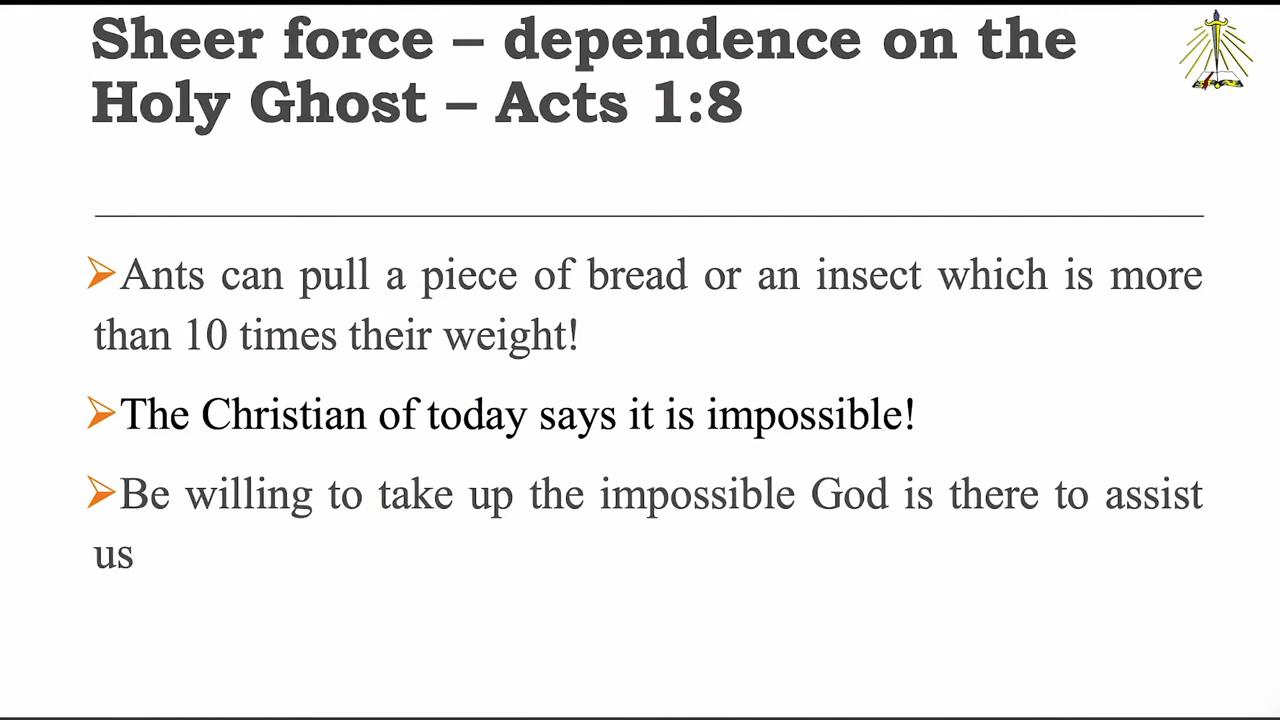 Sheer force – dependence on the
Holy Ghost – Acts 1:8
Ants can pull a piece of bread or an insect which is more
than 10 times their weight!
The Christian of today says it is impossible!
Be willing to take up the impossible God is there to assist
us